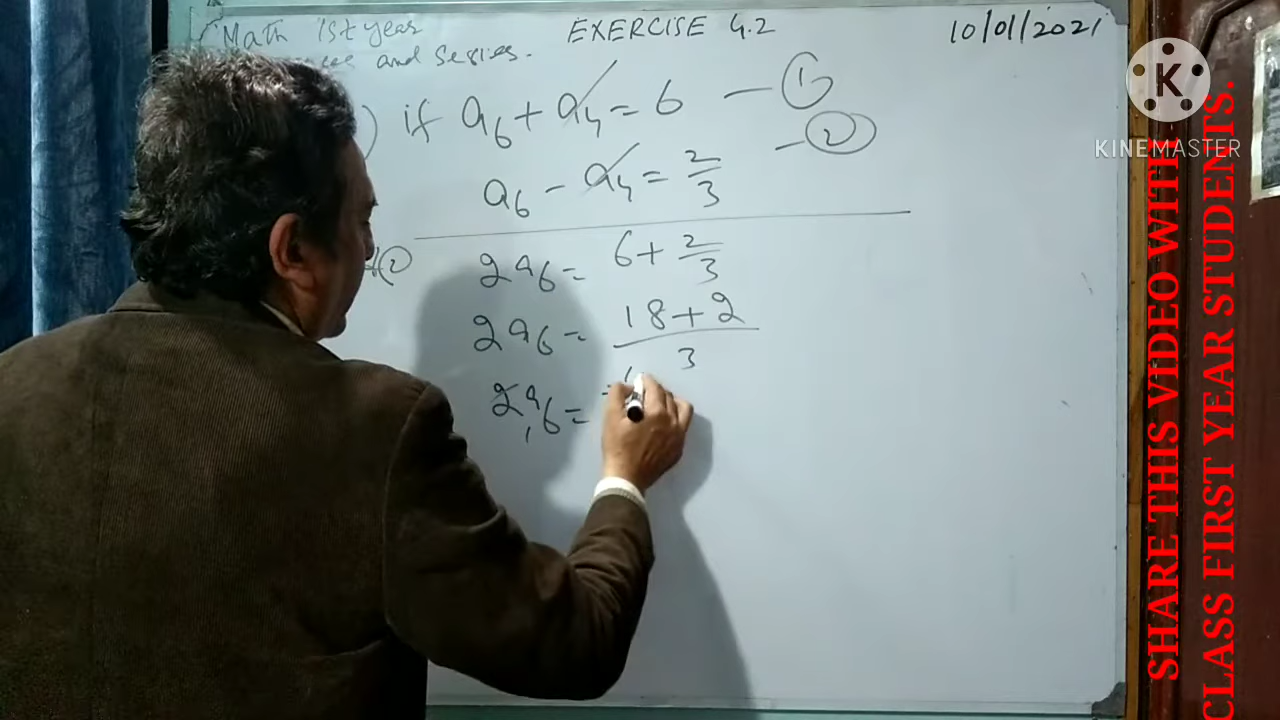 Math 1st year
EXERCISE 4.2
10/01/2021
and Series.
) if a6 + a4 = 6 — ①
a6 - a4 = 2/3 — ②
② 2a6 = 6 + 2/3
2a6 = 18+2/3
2a6 =
K
KINEMASTER
SHARE THIS VIDEO WITH
CLASS FIRST YEAR STUDENTS.